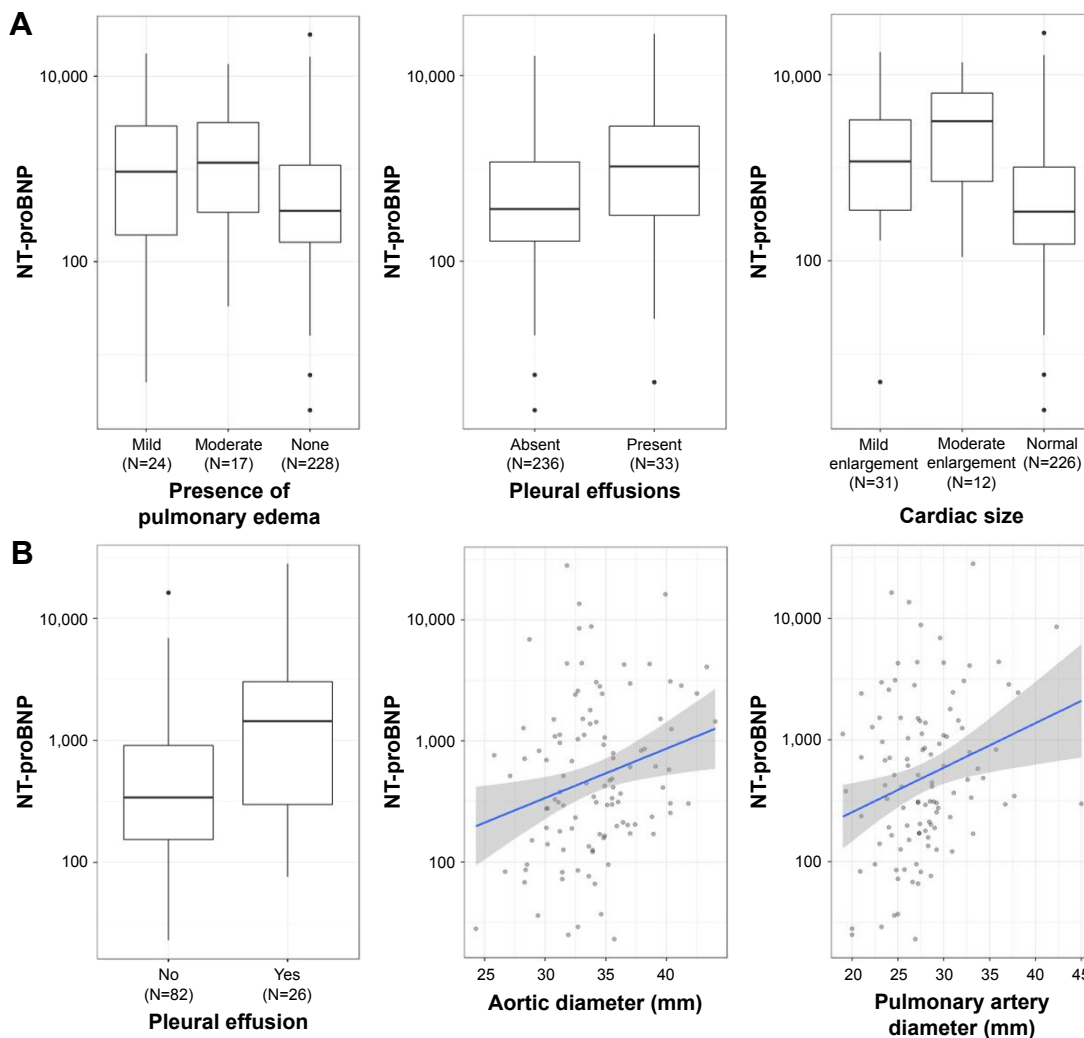 A
NT-proBNP
10,000
100
Mild
(N=24)
Moderate
(N=17)
None
(N=228)
Presence of
pulmonary edema
NT-proBNP
Absent
(N=236)
Present
(N=33)
Pleural effusions
NT-proBNP
10,000
100
Mild
enlargement
(N=31)
Moderate
enlargement
(N=12)
Normal
(N=226)
Cardiac size
B
NT-proBNP
10,000
1,000
100
No
(N=82)
Yes
(N=26)
Pleural effusion
NT-proBNP
10,000
1,000
100
25 30 35 40
Aortic diameter (mm)
NT-proBNP
10,000
1,000
100
20 25 30 35 40 45
Pulmonary artery
diameter (mm)